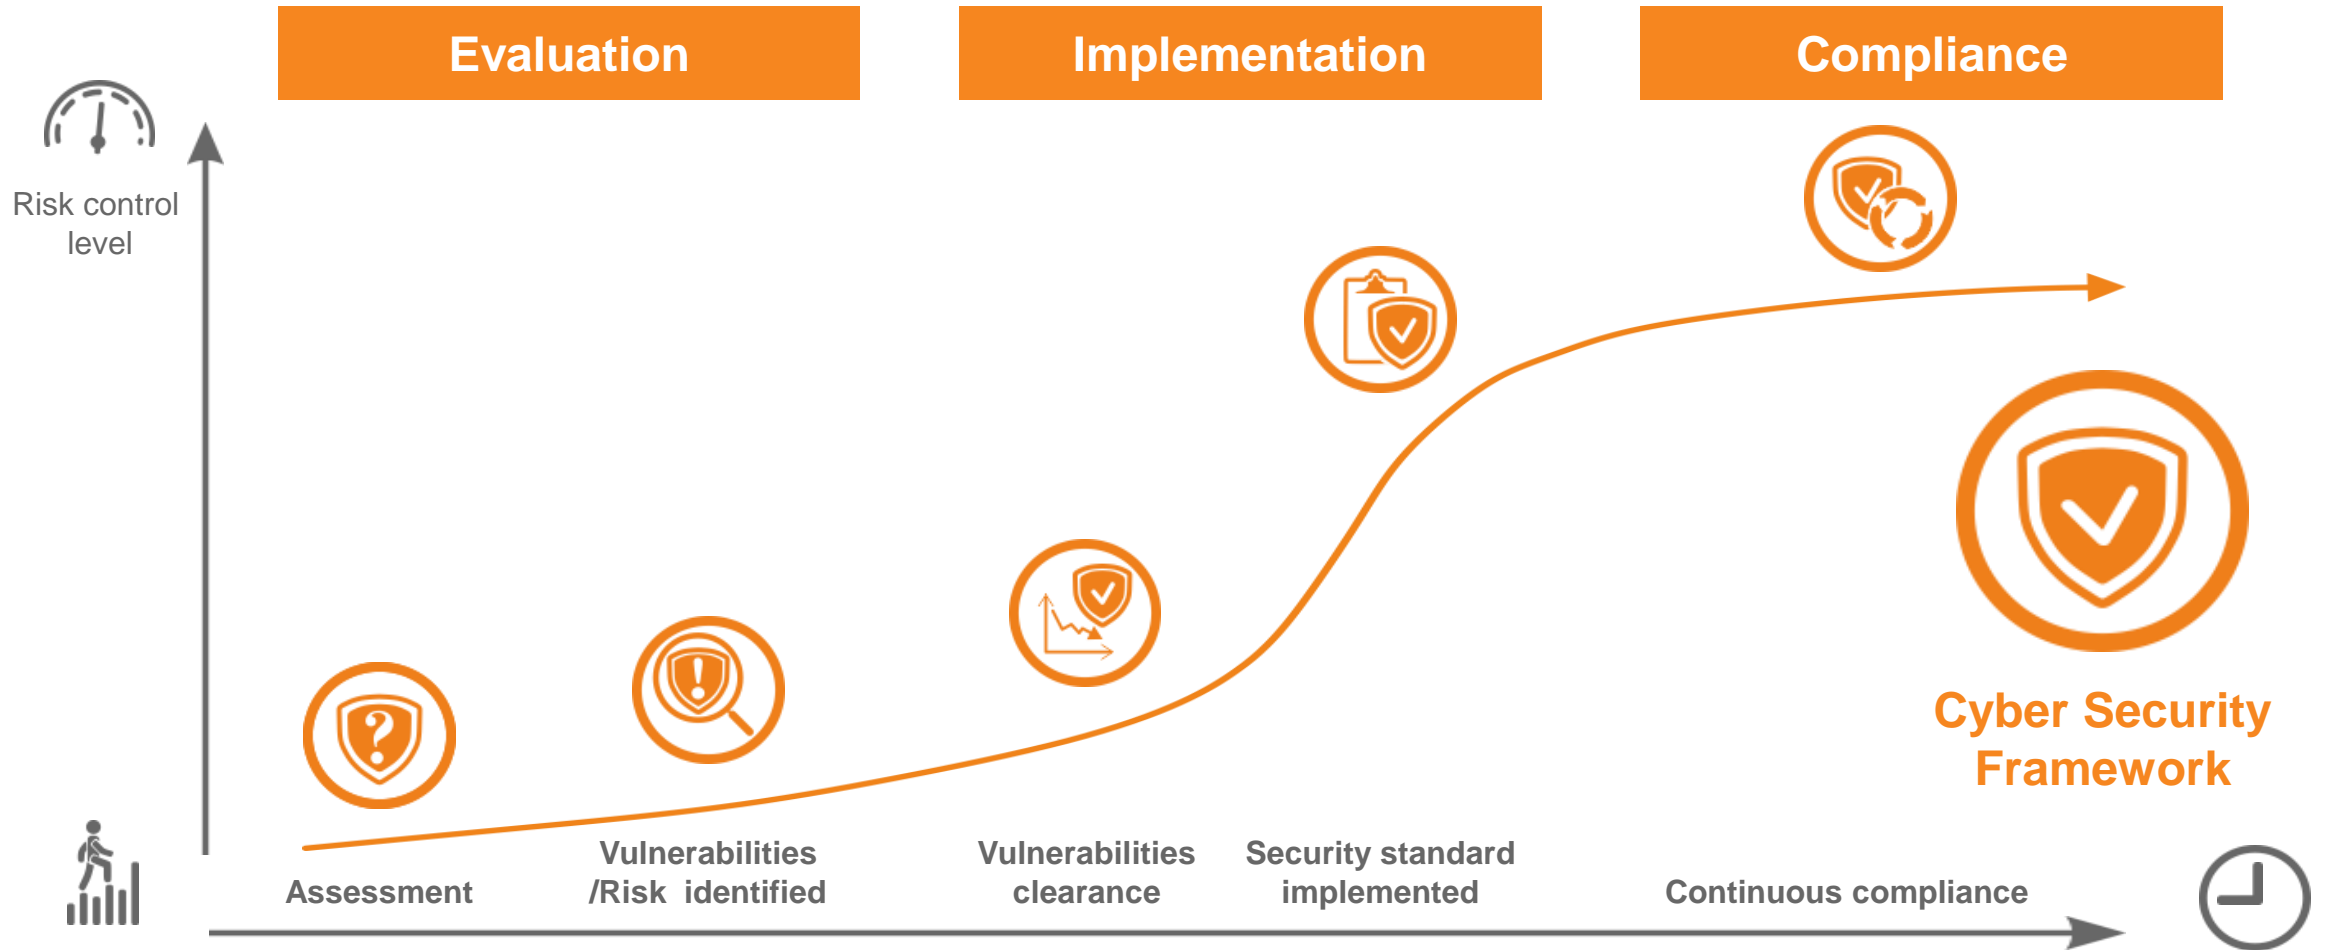 Evaluation
Implementation
Compliance
Risk control
level
Cyber Security
Framework
Assessment
Vulnerabilities
/Risk identified
Vulnerabilities
clearance
Security standard
implemented
Continuous compliance